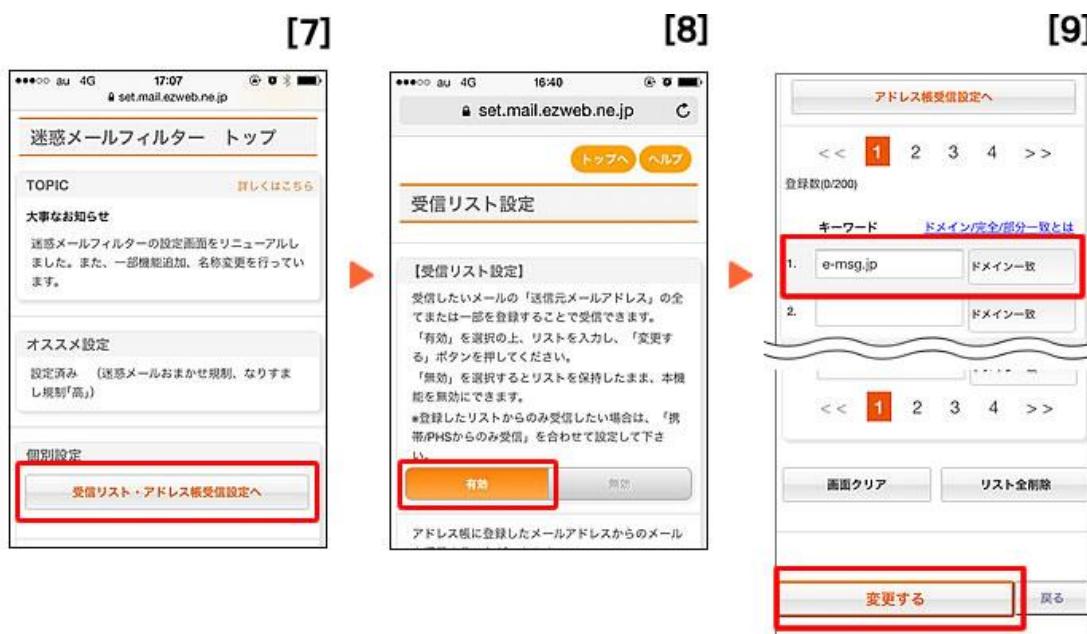 [7]
●●●○○ au 4G 17:07
set.mail.ezweb.ne.jp
迷惑メールフィルター トップ
TOPIC 詳しくはこちら
大事なお知らせ
迷惑メールフィルターの設定画面をリニューアルし
ました。また、一部機能追加、名称変更を行ってい
ます。
オススメ設定
設定済み (迷惑メールおまかせ規制、なりすま
し規制「高」)
個別設定
受信リスト・アドレス帳受信設定へ
[8]
●●●○○ au 4G 16:40
set.mail.ezweb.ne.jp
トップへ ヘルプ
受信リスト設定
【受信リスト設定】
受信したいメールの「送信元メールアドレス」の全
てまたは一部を登録することで受信できます。
「有効」を選択の上、リストを入力し、「変更す
る」ボタンを押してください。
「無効」を選択するとリストを保持したまま、本機
能を無効にできます。
※登録したリストからのみ受信したい場合は、「携
帯/PHSからのみ受信」を合わせて設定して下さ
い。
有効 無効
アドレス帳に登録したメールアドレスからのメール
[9]
アドレス帳受信設定へ
<< 1 2 3 4 >>
登録数(0/200)
キーワード ドメイン/完全/部分一致とは
1. e-msg.jp ドメイン一致
2. ドメイン一致
<< 1 2 3 4 >>
画面クリア リスト全削除
変更する 戻る